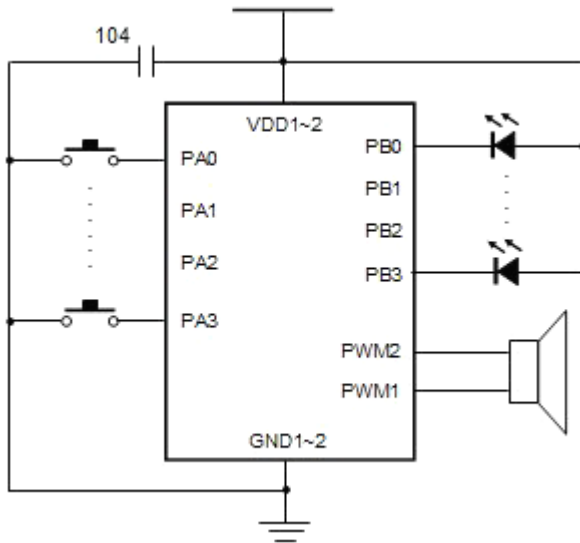 104
VDD1~2
PA0
PB0
PA1
PB1
PA2
PB2
PB3
PA3
PWM2
PWM1
GND1~2